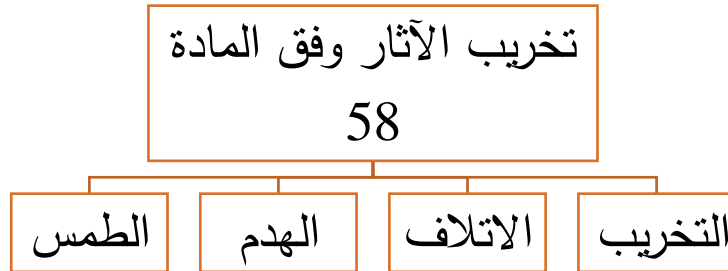 تخريب الآثار وفق المادة
58
التخريب
الاتلاف
الهدم
الطمس